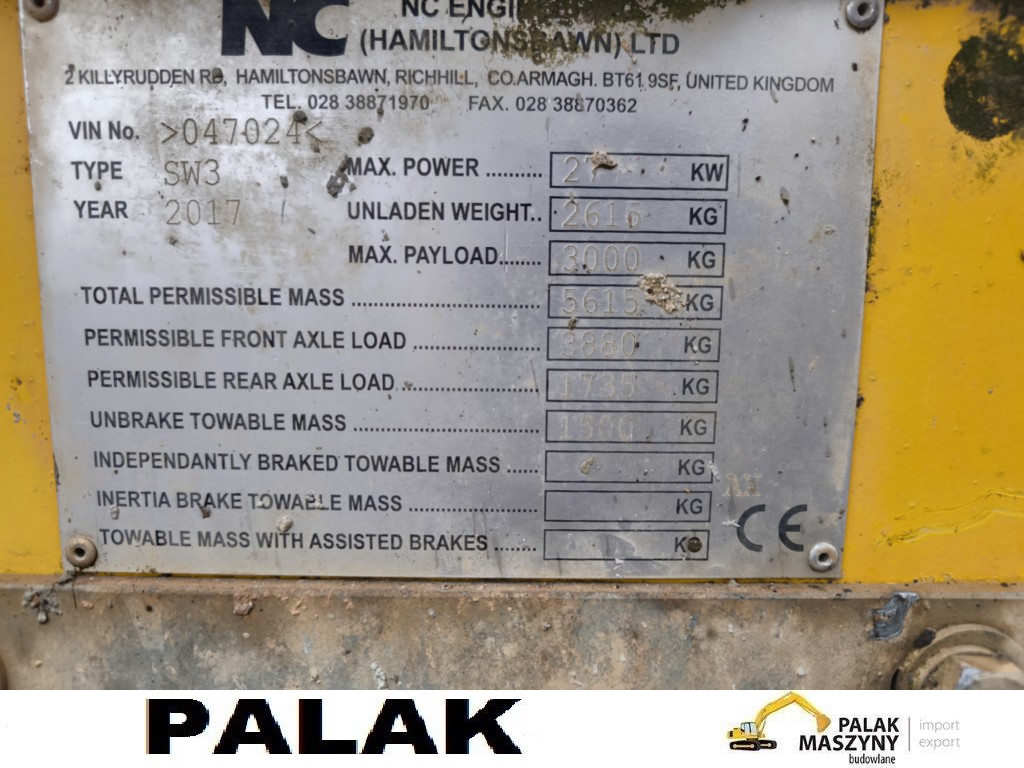 NC
NC ENGI
(HAMILTONSBAWN) LTD
2 KILLYRUDDEN RD, HAMILTONSBAWN, RICHHILL, CO.ARMAGH. BT61 9SF, UNITED KINGDOM
TEL. 028 38871970 FAX. 028 38870362
VIN No. >047024<
TYPE SW3 MAX. POWER .......... 27 KW
YEAR 2017 UNLADEN WEIGHT.. 2615 KG
MAX. PAYLOAD....... 3000 KG
TOTAL PERMISSIBLE MASS ............................... 5615 KG
PERMISSIBLE FRONT AXLE LOAD ..................... 3880 KG
PERMISSIBLE REAR AXLE LOAD ....................... 1735 KG
UNBRAKE TOWABLE MASS ............................... 1500 KG
INDEPENDANTLY BRAKED TOWABLE MASS ...... KG
INERTIA BRAKE TOWABLE MASS ..................... KG
TOWABLE MASS WITH ASSISTED BRAKES ........ KG
CE
PALAK
PALAK
MASZYNY
budowlane
import
export